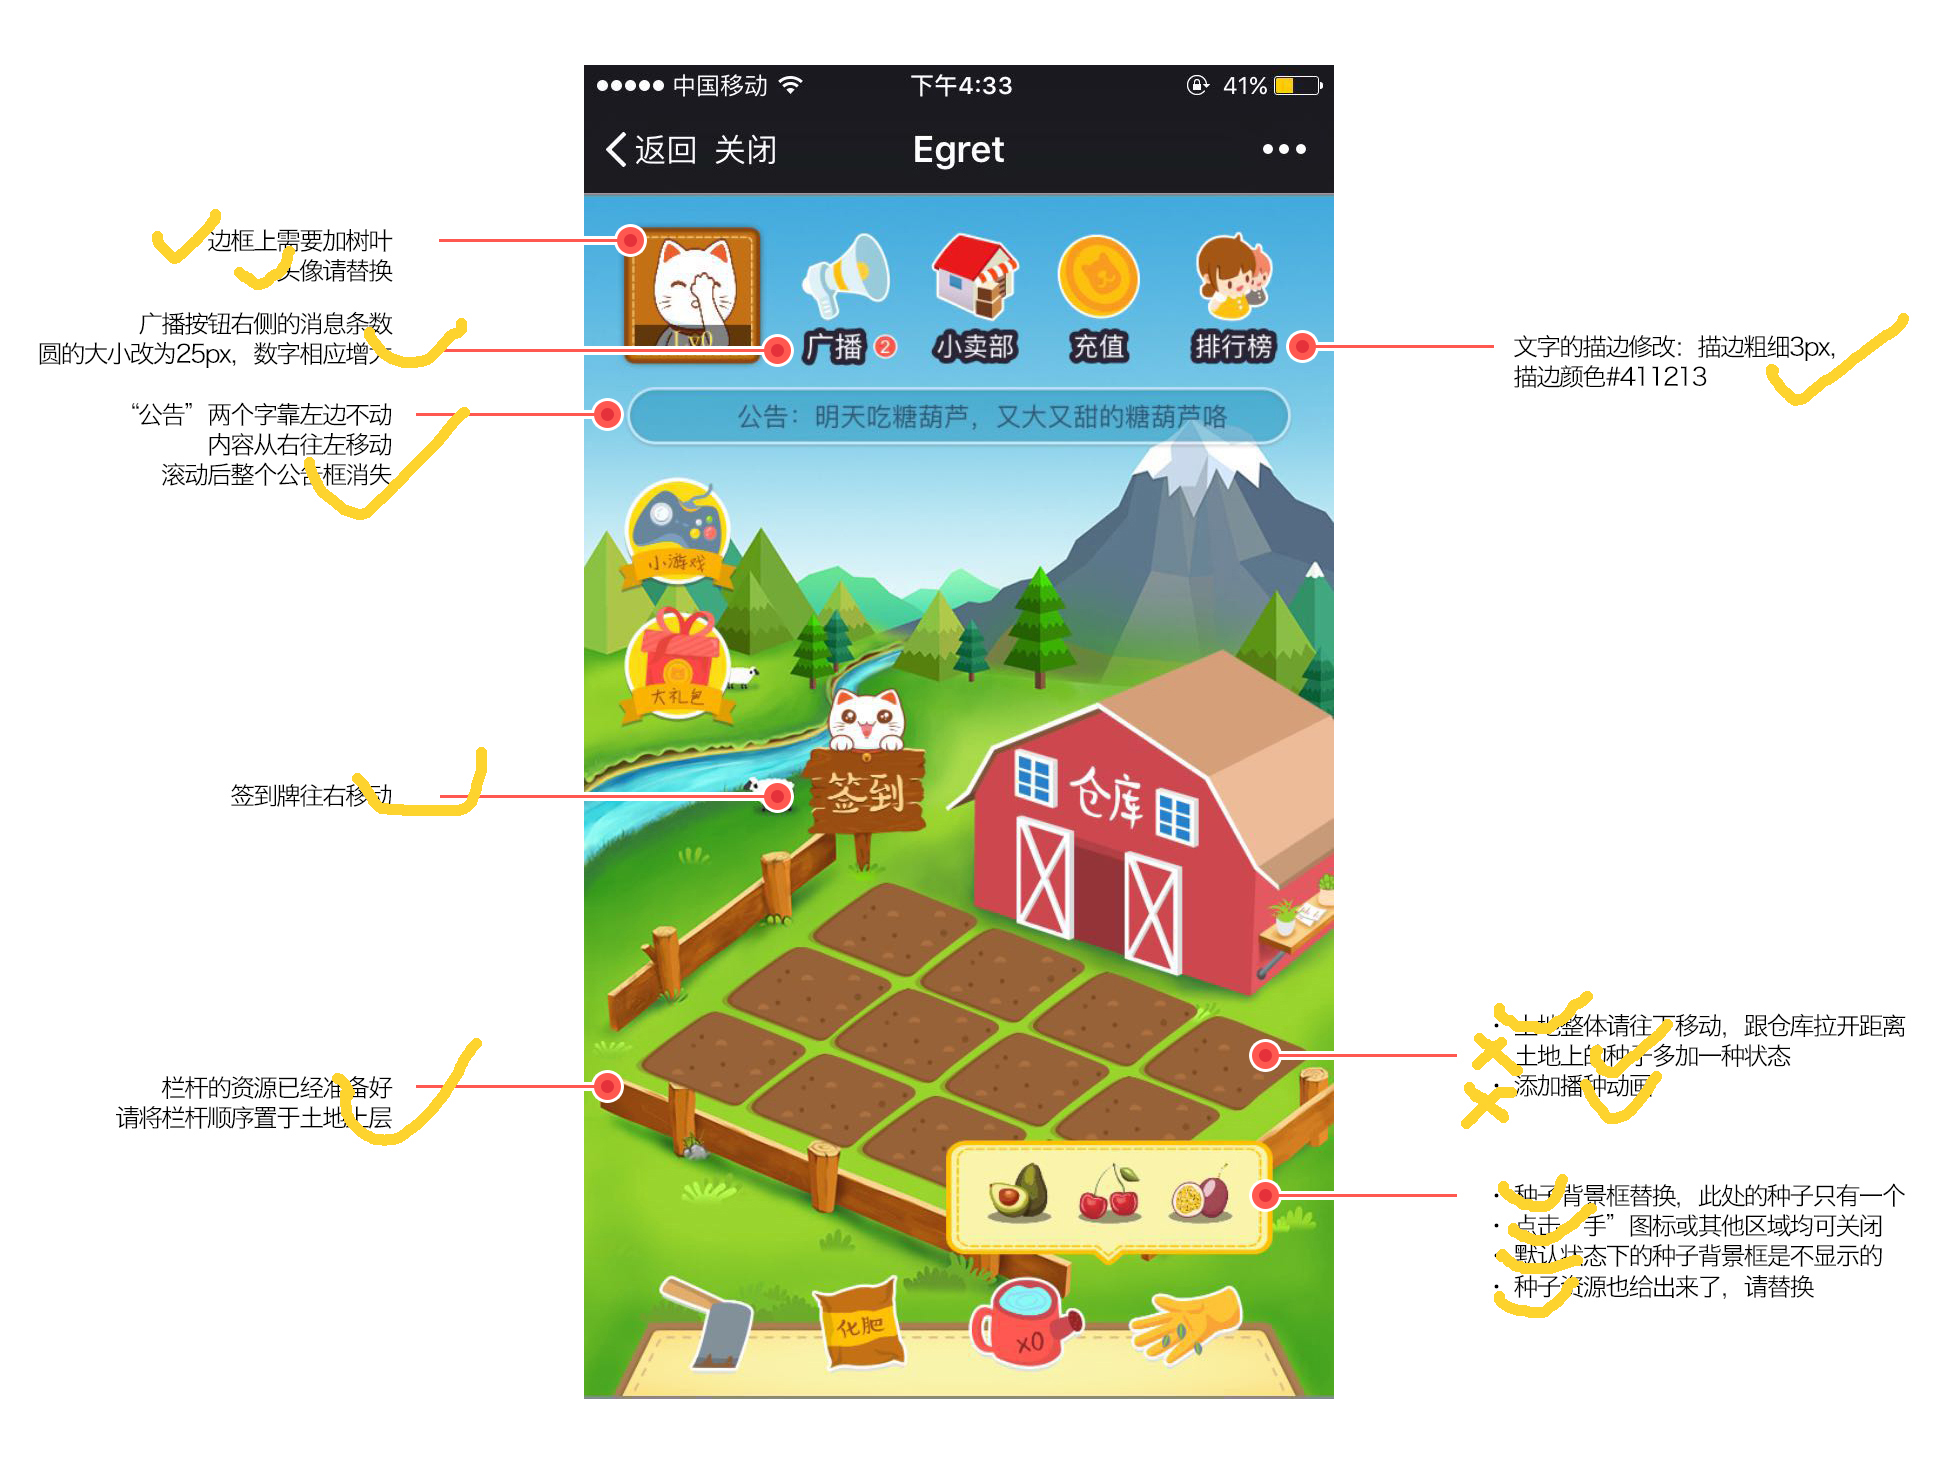 中国移动 下午4:33 41%
返回 关闭 Egret
边框上需要加树叶
头像请替换
广播按钮右侧的消息条数
圆的大小改为25px，数字相应增大
“公告”两个字靠左边不动
内容从右往左移动
滚动后整个公告框消失
签到牌往右移动
栏杆的资源已经准备好
请将栏杆顺序置于土地上层
Lv0
广播 2 小卖部 充值 排行榜
公告：明天吃糖葫芦，又大又甜的糖葫芦咯
小游戏
大礼包
签到
仓库
化肥
x0
文字的描边修改：描边粗细3px，
描边颜色#411213
· 土地整体请往下移动，跟仓库拉开距离
土地上的种子多加一种状态
· 添加播种动画
· 种子背景框替换，此处的种子只有一个
· 点击“手”图标或其他区域均可关闭
· 默认状态下的种子背景框是不显示的
· 种子资源也给出来了，请替换